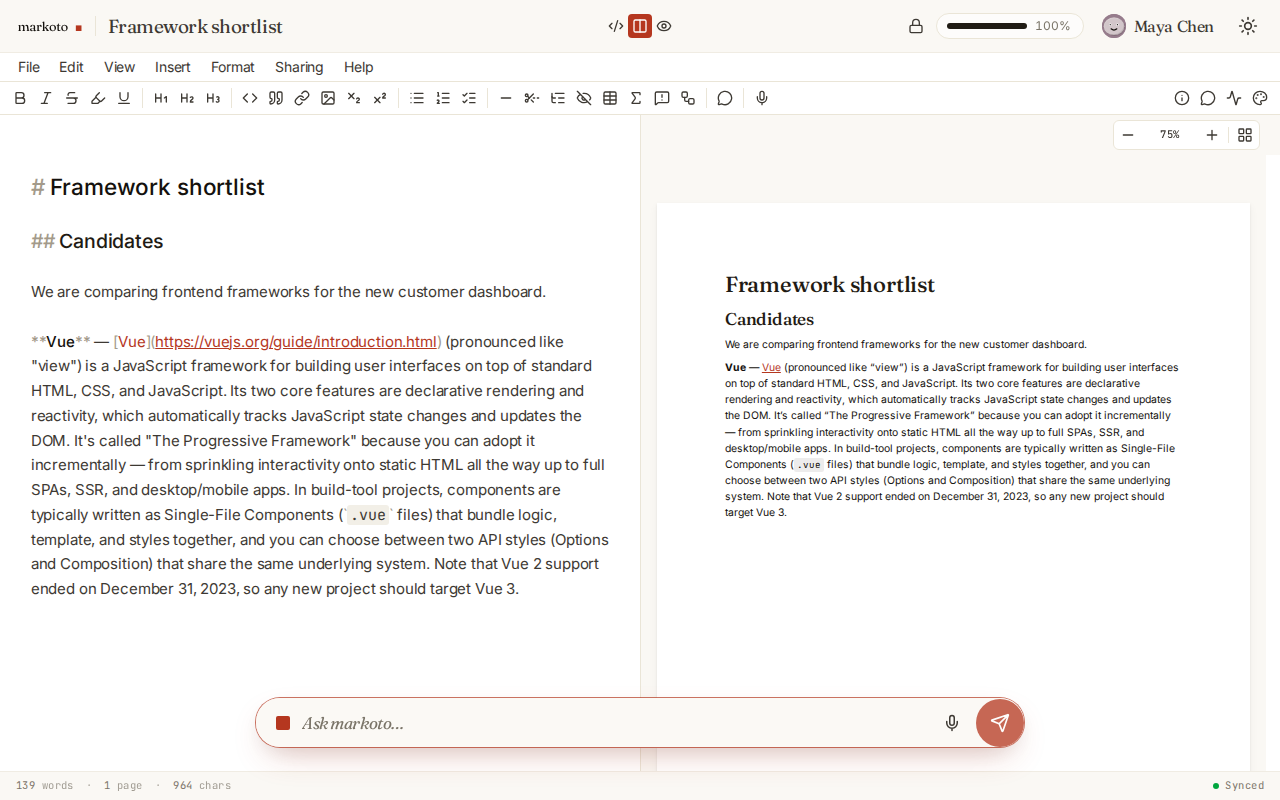 markoto
Framework shortlist
100%
Maya Chen
File Edit View Insert Format Sharing Help
H1 H2 H3
75%
# Framework shortlist
## Candidates
We are comparing frontend frameworks for the new customer dashboard.
**Vue** — [Vue](https://vuejs.org/guide/introduction.html) (pronounced like
"view") is a JavaScript framework for building user interfaces on top of standard
HTML, CSS, and JavaScript. Its two core features are declarative rendering and
reactivity, which automatically tracks JavaScript state changes and updates the
DOM. It's called "The Progressive Framework" because you can adopt it
incrementally — from sprinkling interactivity onto static HTML all the way up to full
SPAs, SSR, and desktop/mobile apps. In build-tool projects, components are
typically written as Single-File Components (`.vue` files) that bundle logic,
template, and styles together, and you can choose between two API styles (Options
and Composition) that share the same underlying system. Note that Vue 2 support
ended on December 31, 2023, so any new project should target Vue 3.
Framework shortlist
Candidates
We are comparing frontend frameworks for the new customer dashboard.
Vue — Vue (pronounced like “view”) is a JavaScript framework for building user interfaces
on top of standard HTML, CSS, and JavaScript. Its two core features are declarative
rendering and reactivity, which automatically tracks JavaScript state changes and updates
the DOM. It’s called “The Progressive Framework” because you can adopt it incrementally
— from sprinkling interactivity onto static HTML all the way up to full SPAs, SSR, and
desktop/mobile apps. In build-tool projects, components are typically written as Single-File
Components (.vue files) that bundle logic, template, and styles together, and you can
choose between two API styles (Options and Composition) that share the same underlying
system. Note that Vue 2 support ended on December 31, 2023, so any new project should
target Vue 3.
Ask markoto...
139 words · 1 page · 964 chars
Synced